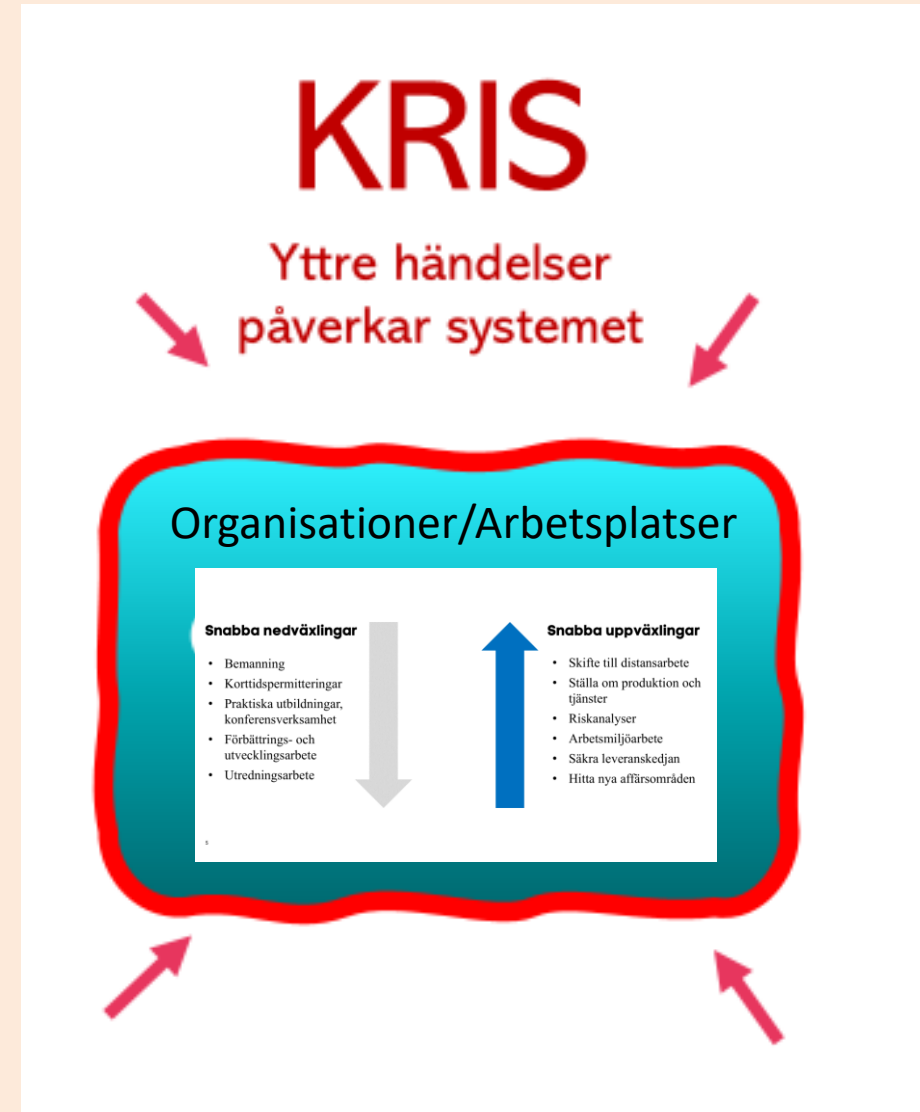 KRIS
Yttre händelser
påverkar systemet
Organisationer/Arbetsplatser
Snabba nedväxlingar
• Bemanning
• Korttidspermitteringar
• Praktiska utbildningar,
konferensverksamhet
• Förbättrings- och
utvecklingsarbete
• Utredningsarbete
Snabba uppväxlingar
• Skifte till distansarbete
• Ställa om produktion och
tjänster
• Riskanalyser
• Arbetsmiljöarbete
• Säkra leveranskedjan
• Hitta nya affärsområden